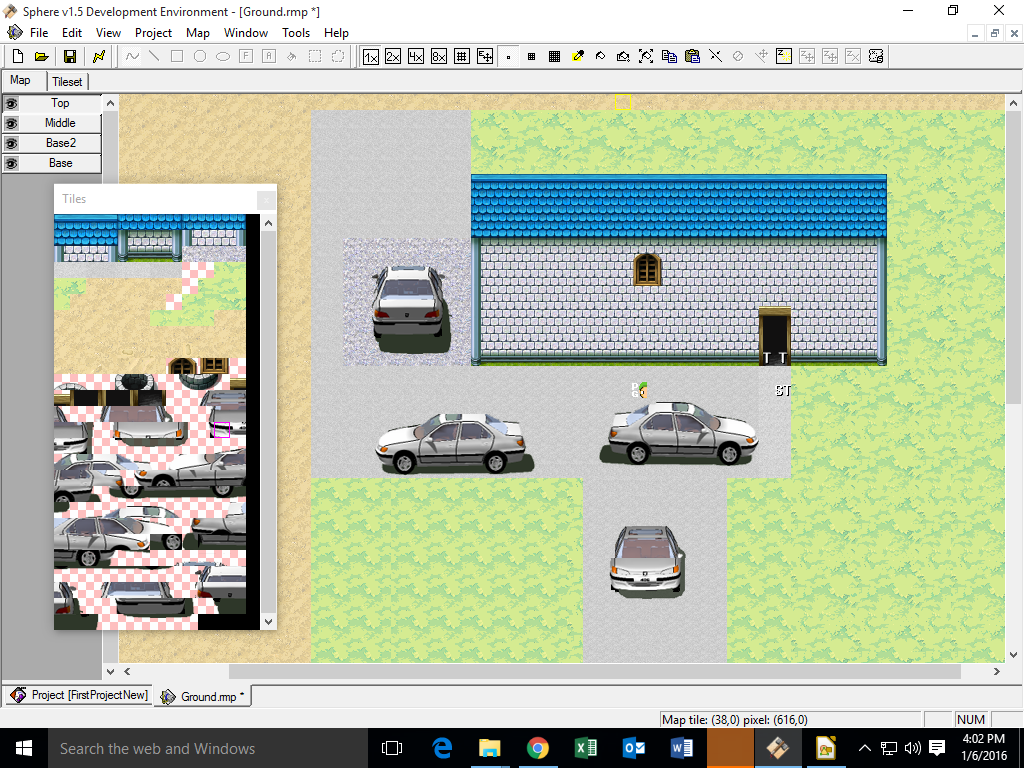 Sphere v1.5 Development Environment - [Ground.rmp *]
File Edit View Project Map Window Tools Help
1x 2x 4x 8x
Map Tileset
Top
Middle
Base2
Base
Tiles
T T
ST
406
Project [FirstProjectNew] Ground.rmp *
Map tile: (38,0) pixel: (616,0) NUM
Search the web and Windows
4:02 PM
1/6/2016